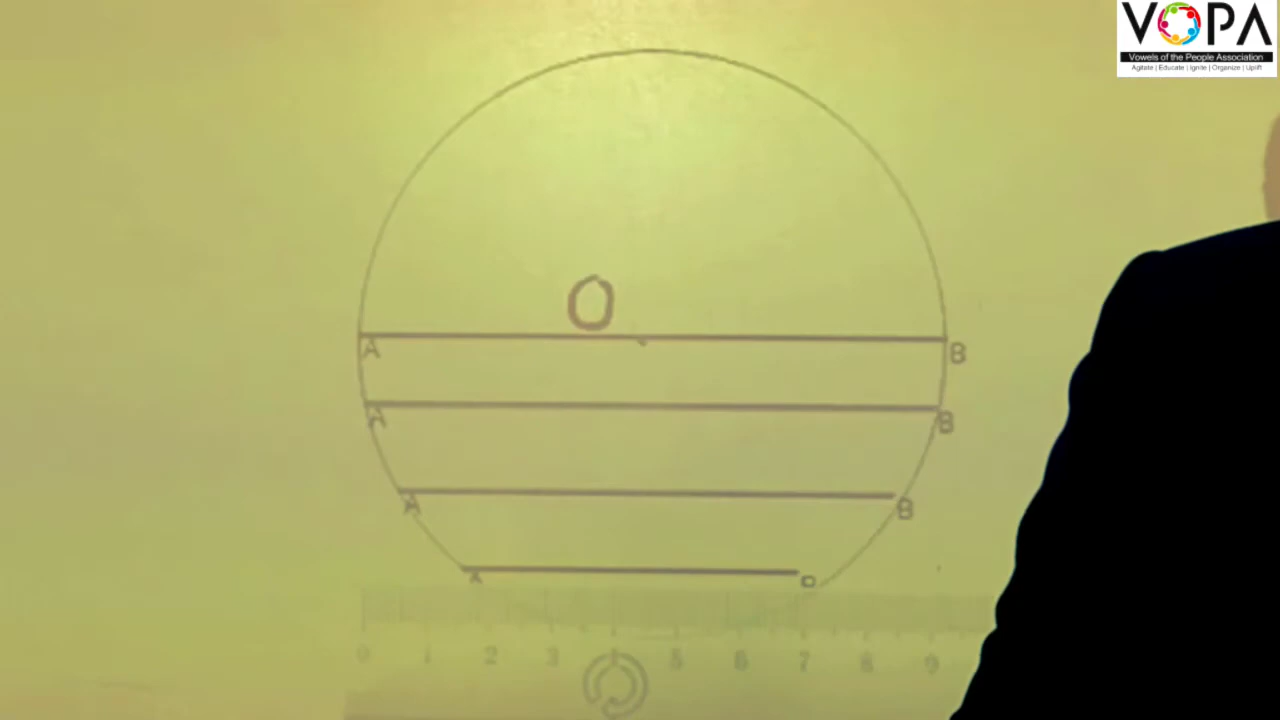 VOPA
Vowels of the People Association
Agitate | Educate | Ignite | Organize | Uplift
O
A B
A B
A B
A
0 1 2 3 4 5 6 7 8 9